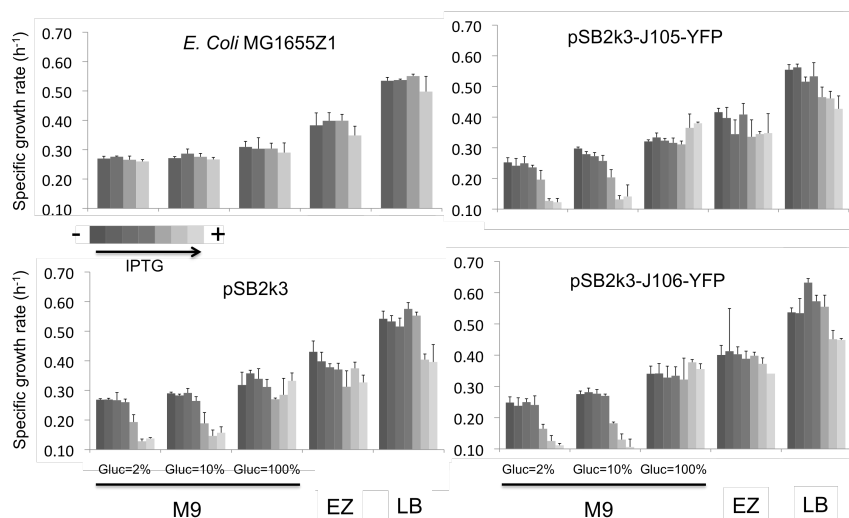 E. Coli MG1655Z1
Specific growth rate (h-1)
0.70
0.60
0.50
0.40
0.30
0.20
0.10
pSB2k3-J105-YFP
0.70
0.60
0.50
0.40
0.30
0.20
0.10
- +
IPTG
pSB2k3
Specific growth rate (h-1)
0.70
0.60
0.50
0.40
0.30
0.20
0.10
Gluc=2% Gluc=10% Gluc=100%
M9 EZ LB
pSB2k3-J106-YFP
0.70
0.60
0.50
0.40
0.30
0.20
0.10
Gluc=2% Gluc=10% Gluc=100%
M9 EZ LB